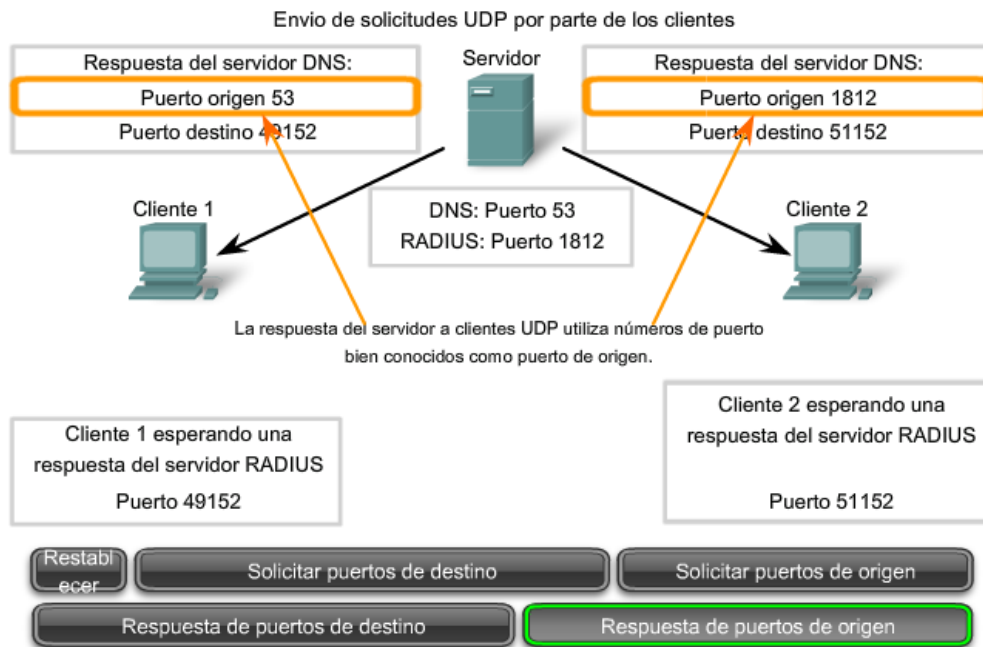 Envio de solicitudes UDP por parte de los clientes
Respuesta del servidor DNS:
Puerto origen 53
Puerto destino 49152
Servidor
Respuesta del servidor DNS:
Puerto origen 1812
Puerto destino 51152
Cliente 1
DNS: Puerto 53
RADIUS: Puerto 1812
Cliente 2
La respuesta del servidor a clientes UDP utiliza números de puerto
bien conocidos como puerto de origen.
Cliente 1 esperando una
respuesta del servidor RADIUS
Puerto 49152
Cliente 2 esperando una
respuesta del servidor RADIUS
Puerto 51152
Restabl
ecer
Solicitar puertos de destino
Solicitar puertos de origen
Respuesta de puertos de destino
Respuesta de puertos de origen